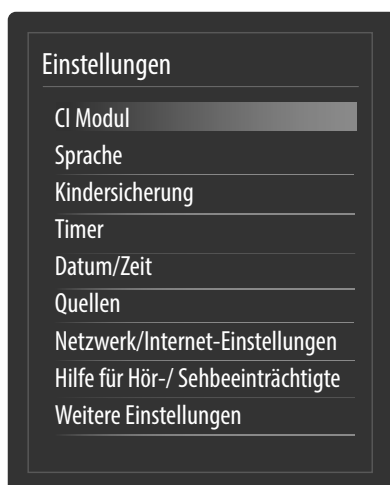 Einstellungen
CI Modul
Sprache
Kindersicherung
Timer
Datum/Zeit
Quellen
Netzwerk/Internet-Einstellungen
Hilfe für Hör-/ Sehbeeinträchtigte
Weitere Einstellungen